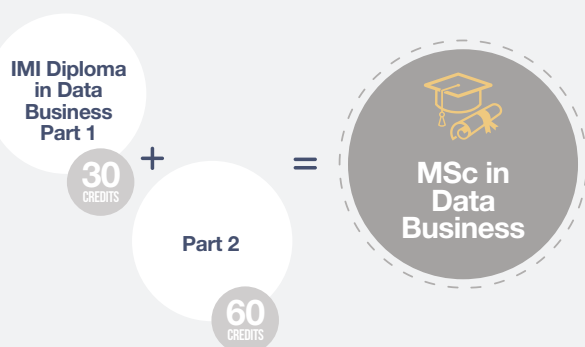 IMI Diploma
in Data
Business
Part 1
30
CREDITS
+
Part 2
60
CREDITS
=
MSc in
Data
Business